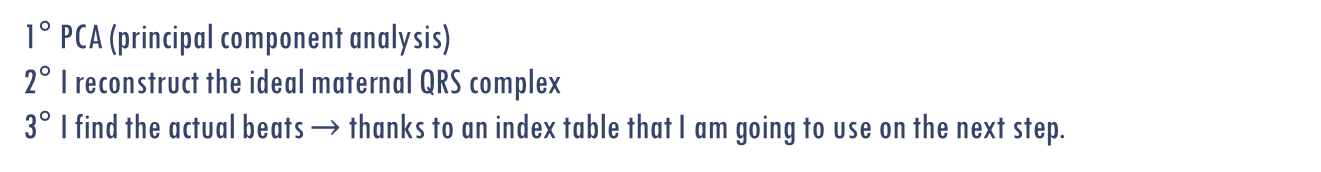 1° PCA (principal component analysis)
2° I reconstruct the ideal maternal QRS complex
3° I find the actual beats → thanks to an index table that I am going to use on the next step.